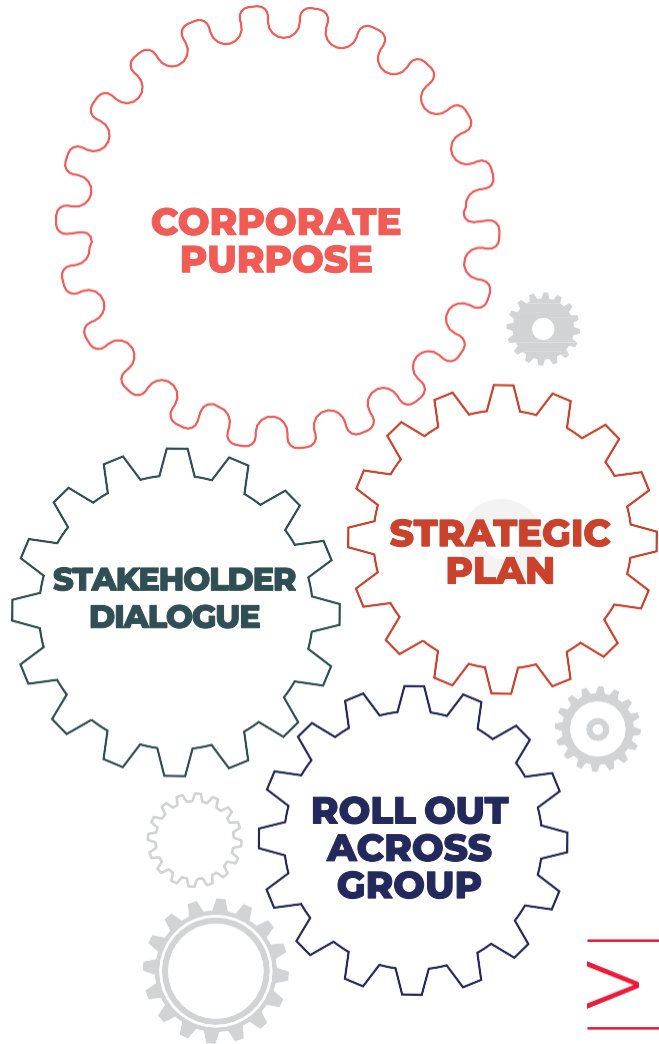 CORPORATE
PURPOSE
STRATEGIC
PLAN
STAKEHOLDER
DIALOGUE
ROLL OUT
ACROSS
GROUP